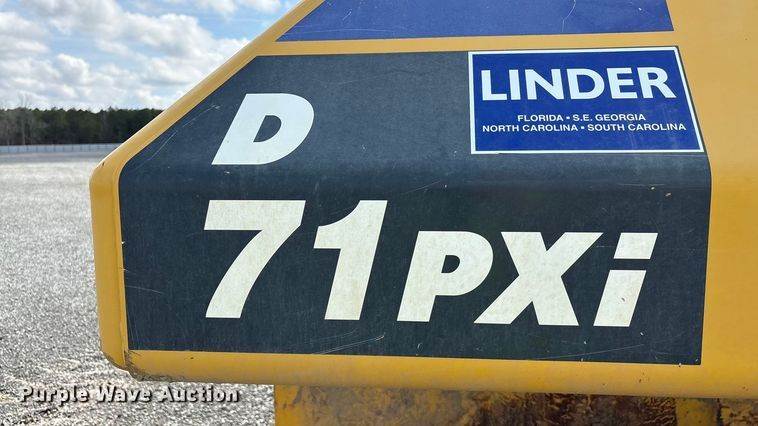 LINDER
FLORIDA • S.E. GEORGIA
NORTH CAROLINA • SOUTH CAROLINA
D
71PXi
Purple Wave Auction